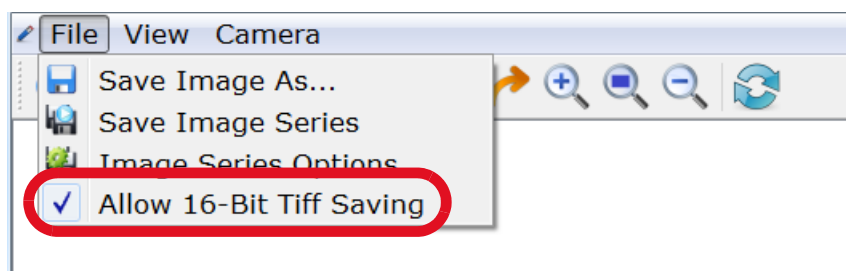 File View Camera
Save Image As...
Save Image Series
Image Series Options
Allow 16-Bit Tiff Saving